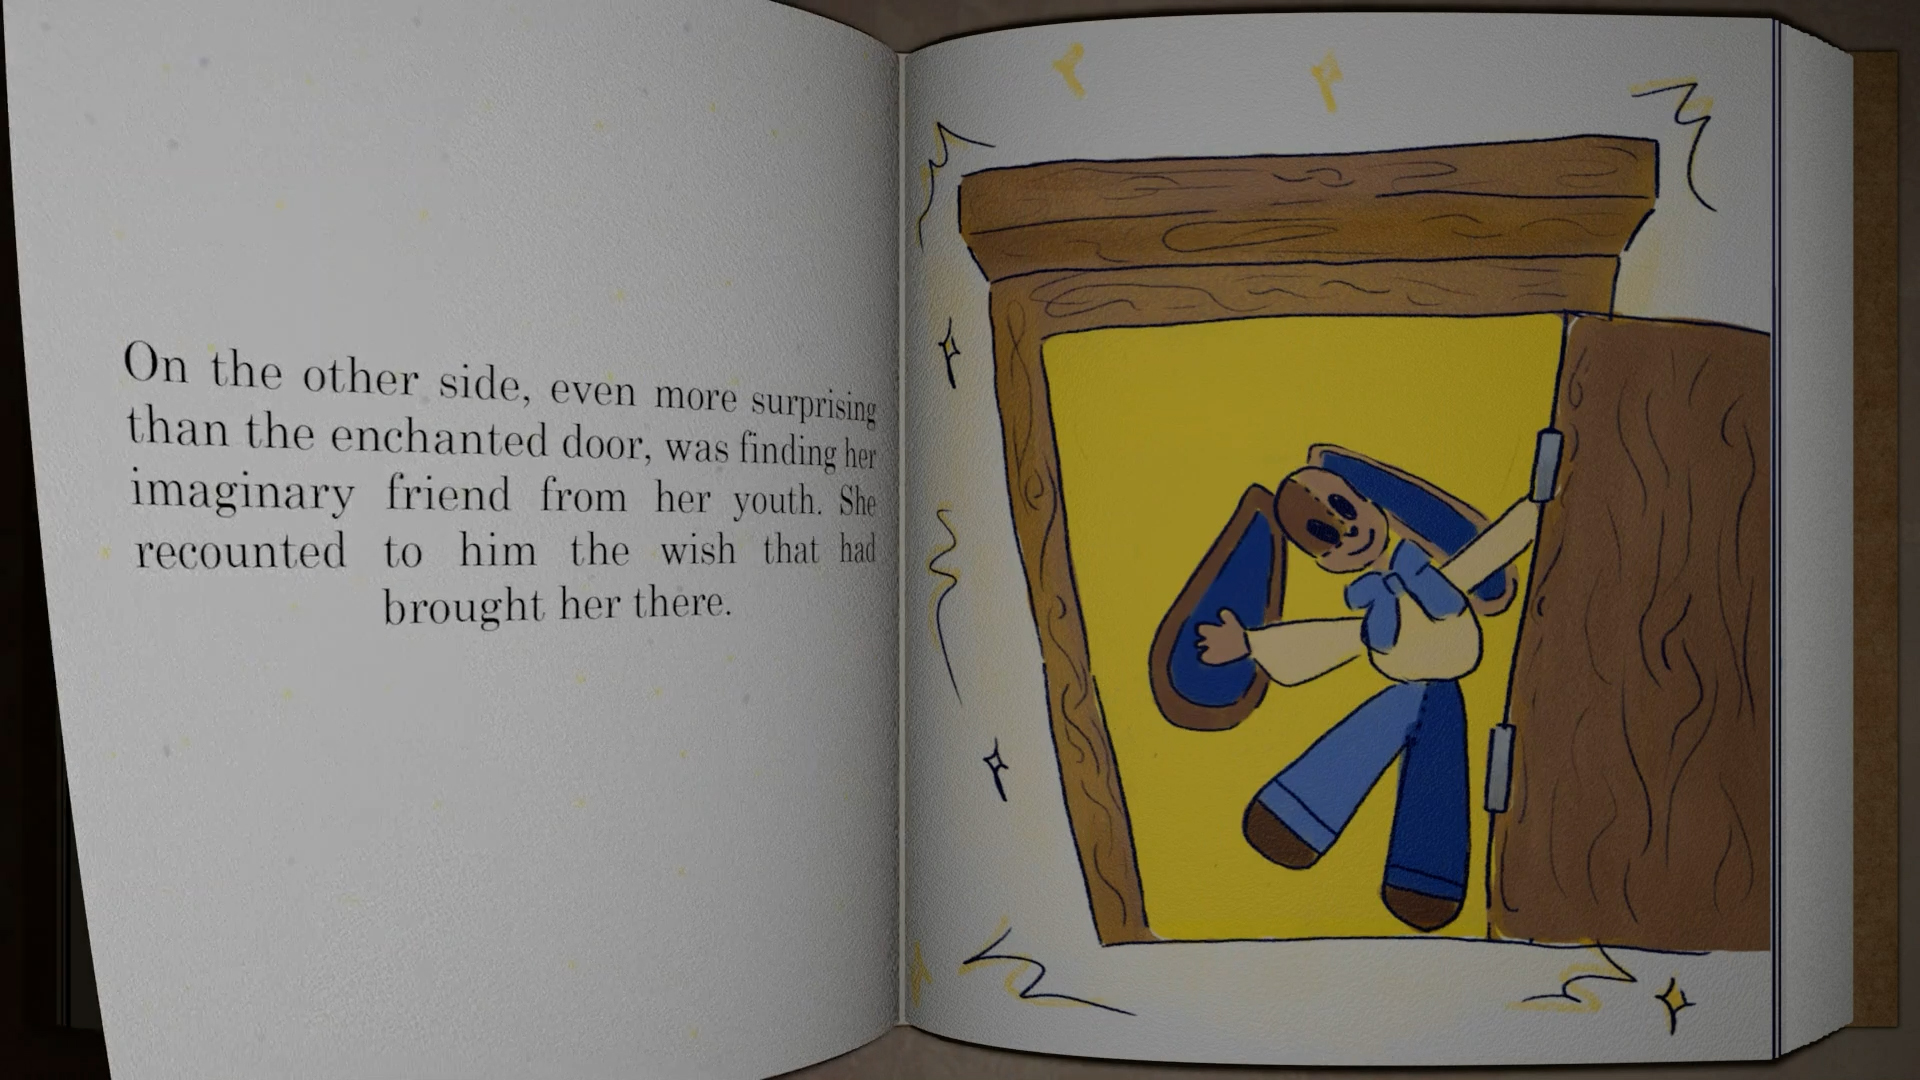 On the other side, even more surprising
than the enchanted door, was finding her
imaginary friend from her youth. She
recounted to him the wish that had
brought her there.